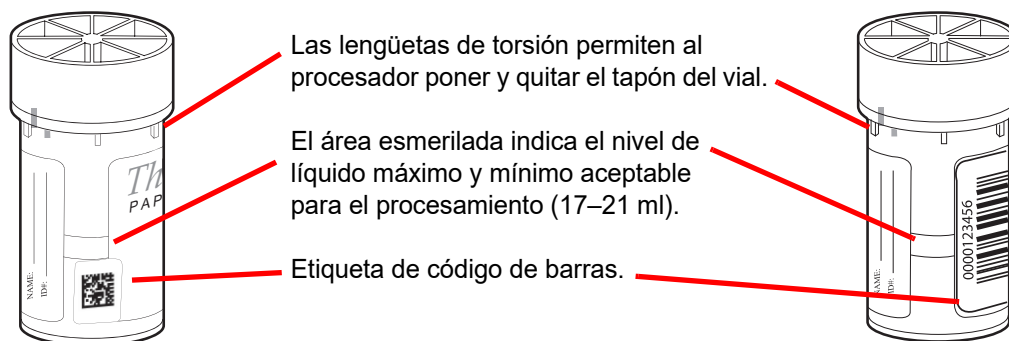 Las lengüetas de torsión permiten al
procesador poner y quitar el tapón del vial.
El área esmerilada indica el nivel de
líquido máximo y mínimo aceptable
para el procesamiento (17–21 ml).
Etiqueta de código de barras.
Th
PAP
NAME:
ID#:
NAME:
ID#:
0000123456